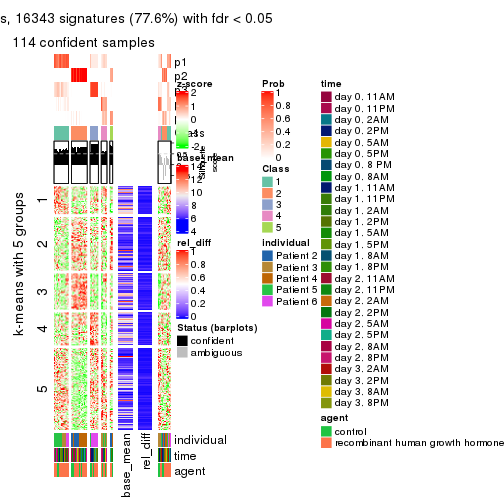 s, 16343 signatures (77.6%) with fdr < 0.05
114 confident samples
p1
p2
z-score
2
1
0
-1
-2
base_mean
14
12
10
8
6
4
rel_diff
1
0.8
0.6
0.4
0.2
0
Status (barplots)
confident
ambiguous
Prob
1
0.8
0.6
0.4
0.2
0
Class
1
2
3
4
5
individual
Patient 2
Patient 3
Patient 4
Patient 5
Patient 6
time
day 0. 11AM
day 0. 11PM
day 0. 2AM
day 0. 2PM
day 0. 5AM
day 0. 5PM
day 0. 8 PM
day 0. 8AM
day 1. 11AM
day 1. 11PM
day 1. 2AM
day 1. 2PM
day 1. 5AM
day 1. 5PM
day 1. 8AM
day 1. 8PM
day 2. 11AM
day 2. 11PM
day 2. 2AM
day 2. 2PM
day 2. 5AM
day 2. 5PM
day 2. 8AM
day 2. 8PM
day 3. 2AM
day 3. 2PM
day 3. 8AM
day 3. 8PM
agent
control
recombinant human growth hormone
k-means with 5 groups
1
2
3
4
5
base_mean
rel_diff
individual
time
agent